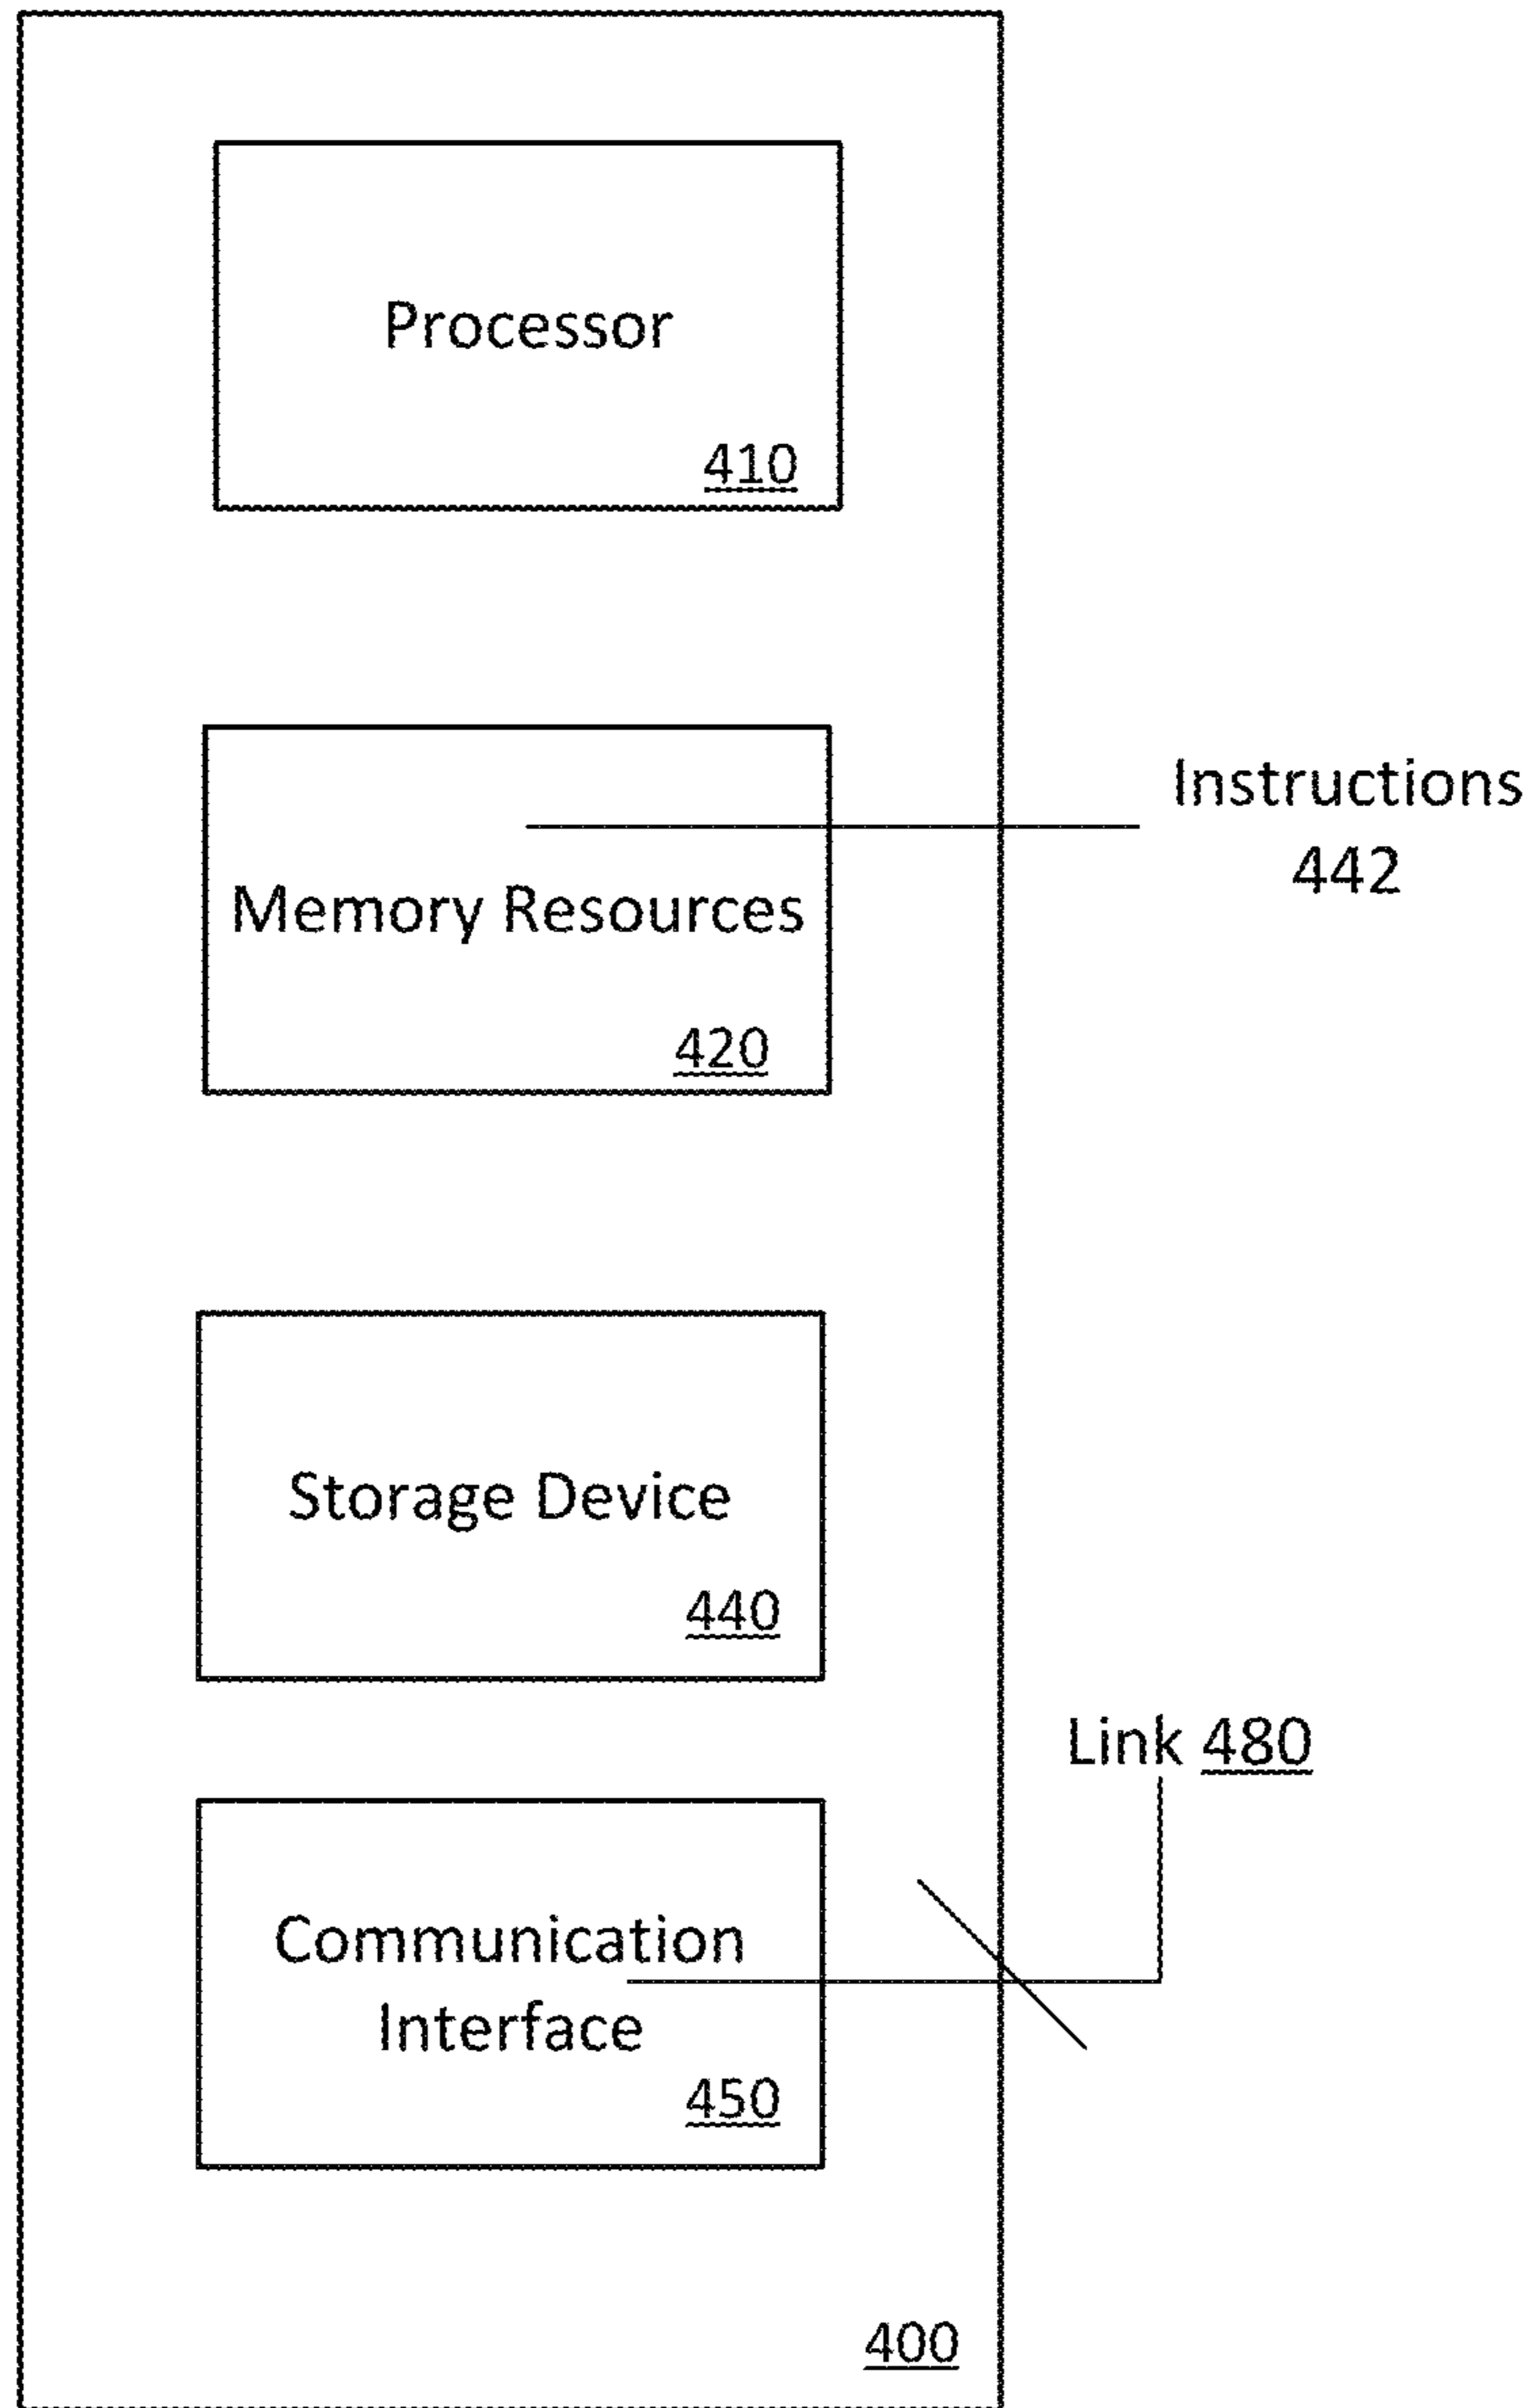 Processor
410
Instructions
442
Memory Resources
420
Storage Device
440
Link 480
Communication
Interface
450
400